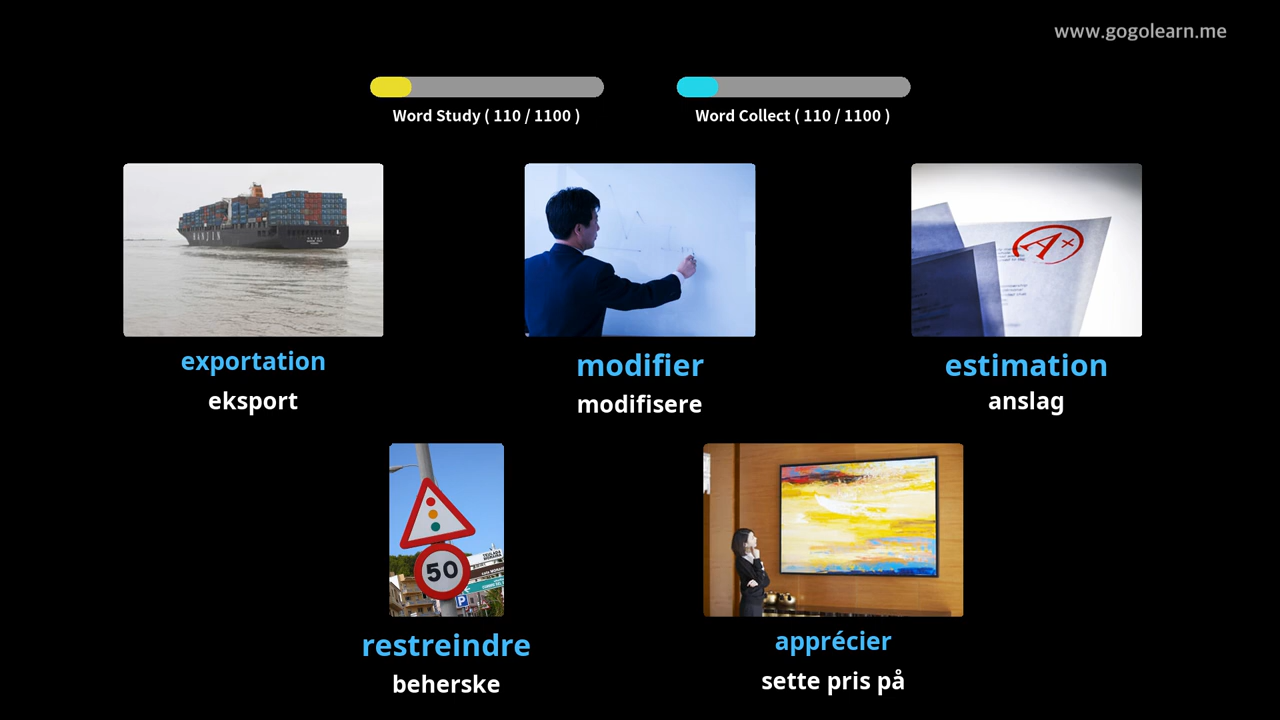 www.gogolearn.me
Word Study ( 110 / 1100 )
Word Collect ( 110 / 1100 )
HANJIN
A+
exportation
modifier
estimation
eksport
modifisere
anslag
50
P
restreindre
apprécier
beherske
sette pris på